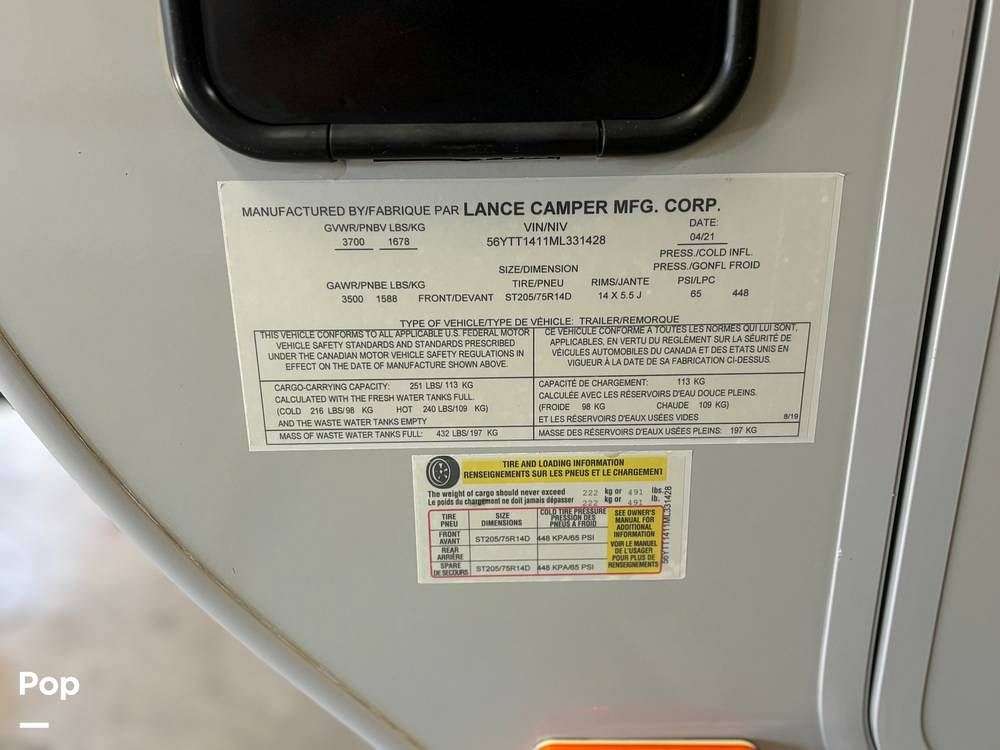 MANUFACTURED BY/FABRIQUE PAR LANCE CAMPER MFG. CORP.
GVWR/PNBV LBS/KG VIN/NIV DATE:
3700 1678 56YTT1411ML331428 04/21
PRESS./COLD INFL.
SIZE/DIMENSION PRESS./GONFL FROID
GAWR/PNBE LBS/KG TIRE/PNEU RIMS/JANTE PSI/LPC
3500 1588 FRONT/DEVANT ST205/75R14D 14 X 5.5 J 65 448
TYPE OF VEHICLE/TYPE DE VÉHICLE: TRAILER/REMORQUE
THIS VEHICLE CONFORMS TO ALL APPLICABLE U.S. FEDERAL MOTOR
VEHICLE SAFETY STANDARDS AND STANDARDS PRESCRIBED
UNDER THE CANADIAN MOTOR VEHICLE SAFETY REGULATIONS IN
EFFECT ON THE DATE OF MANUFACTURE SHOWN ABOVE.
CE VEHICULE CONFORME A TOUTES LES NORMES QUI LUI SONT,
APPLICABLES, EN VERTU DU REGLEMENT SUR LA SÉURITÉ DE
VEÍCULES AUTOMOBILES DU CANADA ET DES ETATS UNIS EN
VIGUEUR À LA DATE DE SA FABRICATION CI-DESSUS.
CARGO-CARRYING CAPACITY: 251 LBS/ 113 KG
CALCULATED WITH THE FRESH WATER TANKS FULL.
(COLD 216 LBS/98 KG HOT 240 LBS/109 KG)
AND THE WASTE WATER TANKS EMPTY
MASS OF WASTE WATER TANKS FULL: 432 LBS/197 KG
CAPACITÉ DE CHARGEMENT: 113 KG
CALCULÉE AVEC LES RÉSERVOIRS D'EAU DOUCE PLEINS.
(FROIDE 98 KG CHAUDE 109 KG)
ET LES RÉSERVOIRS D'EAUX USÉES VIDES 8/19
MASSE DES RÉSERVOIRS D'EAUX USÉES PLEINS: 197 KG
TIRE AND LOADING INFORMATION
RENSEIGNEMENTS SUR LES PNEUS ET LE CHARGEMENT
The weight of cargo should never exceed 222 kg or 491 lbs.
Le poids du chargement ne doit jamais dépasser 222 kg or 491 lb.
TIRE PNEU SIZE DIMENSIONS COLD TIRE PRESSURE PRESSION DES PNEUS A FROID
FRONT AVANT ST205/75R14D 448 KPA/65 PSI
REAR ARRIÈRE
SPARE DE SECOURS ST205/75R14D 448 KPA/65 PSI
SEE OWNER'S
MANUAL FOR
ADDITIONAL
INFORMATION
VOIR LE MANUEL
DE L'USAGER
POUR PLUS DE
RENSEIGNEMENTS
56YTT1411ML331428
Pop